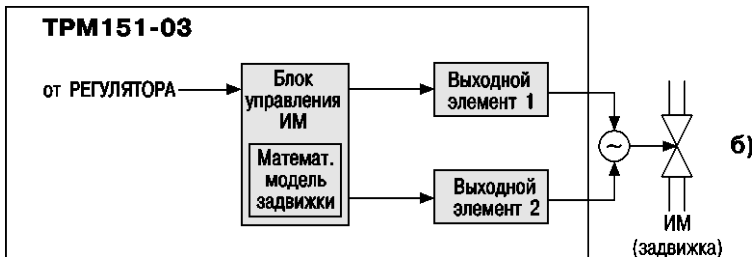 ТРМ151-03
от РЕГУЛЯТОРА
Блок
управления
ИМ
Математ.
модель
задвижки
Выходной
элемент 1
Выходной
элемент 2
~
б)
ИМ
(задвижка)